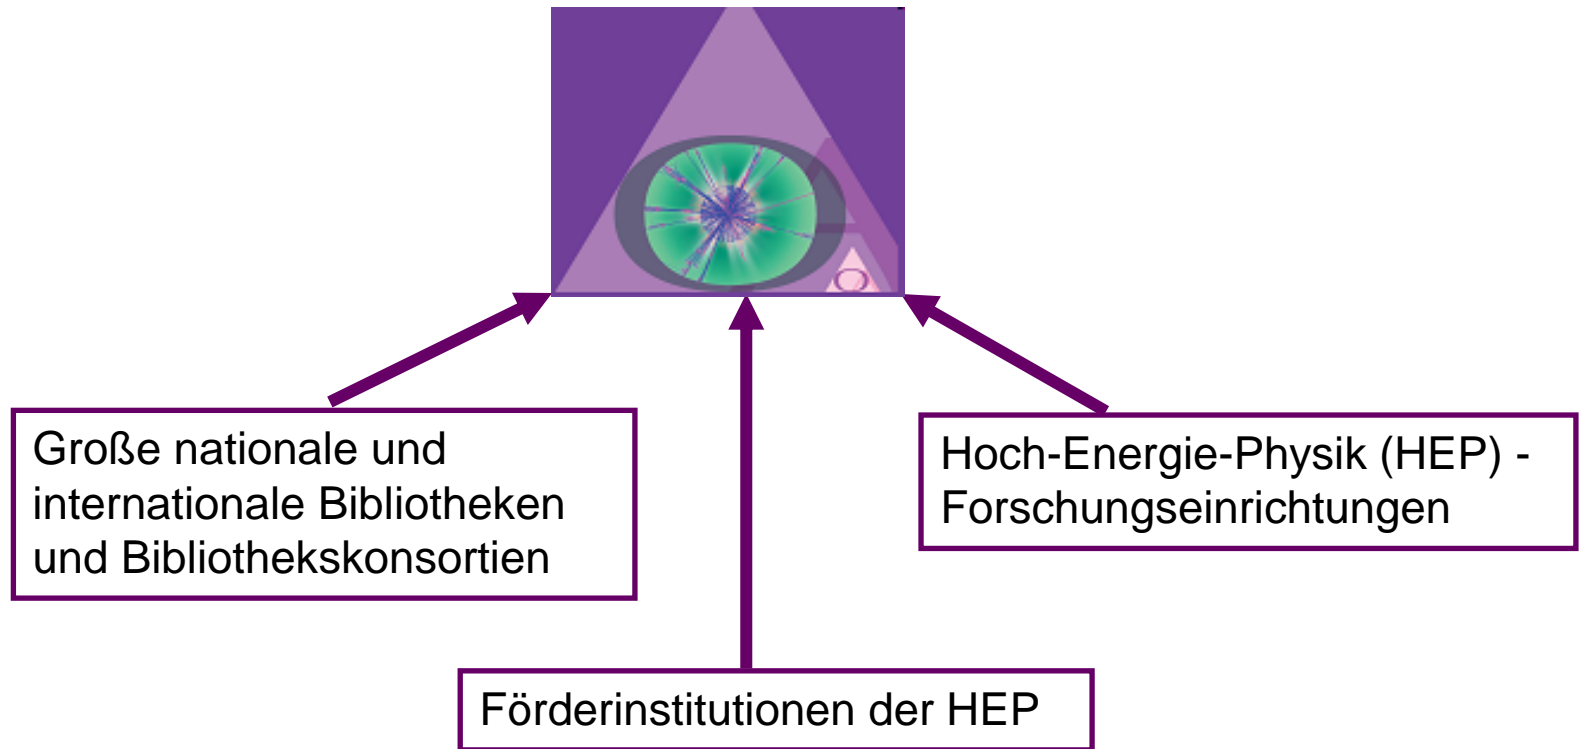 Große nationale und
internationale Bibliotheken
und Bibliothekskonsortien
Hoch-Energie-Physik (HEP) -
Forschungseinrichtungen
Förderinstitutionen der HEP